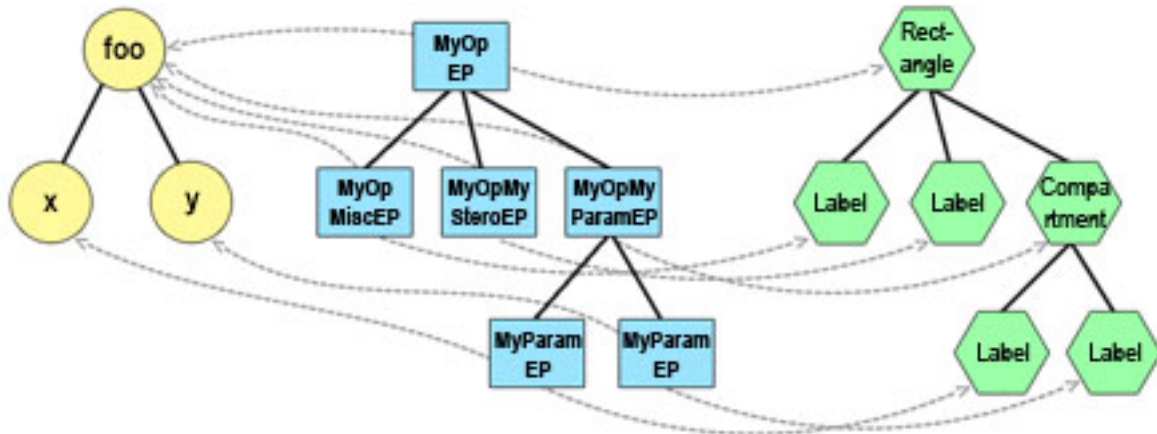 foo
MyOp
EP
Rect-
angle
x
y
MyOp
MiscEP
MyOpMy
SteroEP
MyOpMy
ParamEP
Label
Label
Compa
rtment
MyParam
EP
MyParam
EP
Label
Label